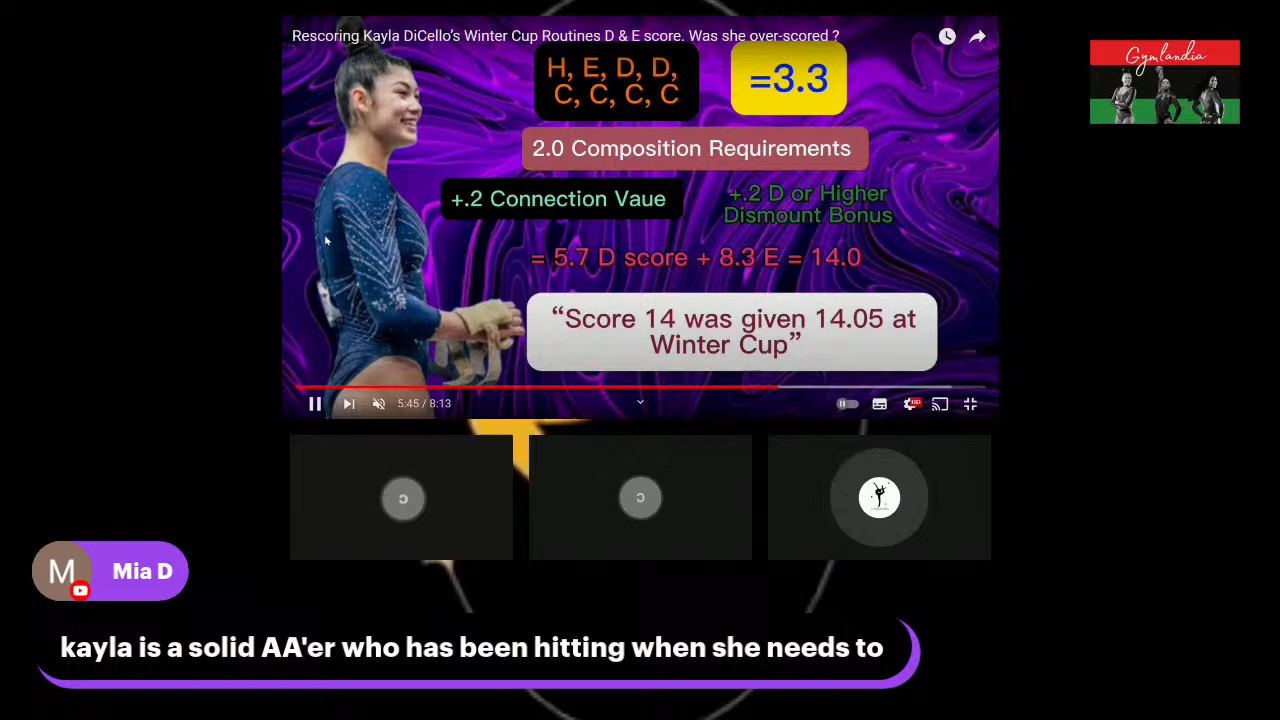 Rescoring Kayla DiCello’s Winter Cup Routines D & E score. Was she over-scored ?
H, E, D, D,
C, C, C, C
=3.3
2.0 Composition Requirements
+.2 Connection Vaue
+.2 D or Higher
Dismount Bonus
= 5.7 D score + 8.3 E = 14.0
“Score 14 was given 14.05 at
Winter Cup”
5:45 / 8:13
HD
Gymlandia
M
Mia D
kayla is a solid AA'er who has been hitting when she needs to